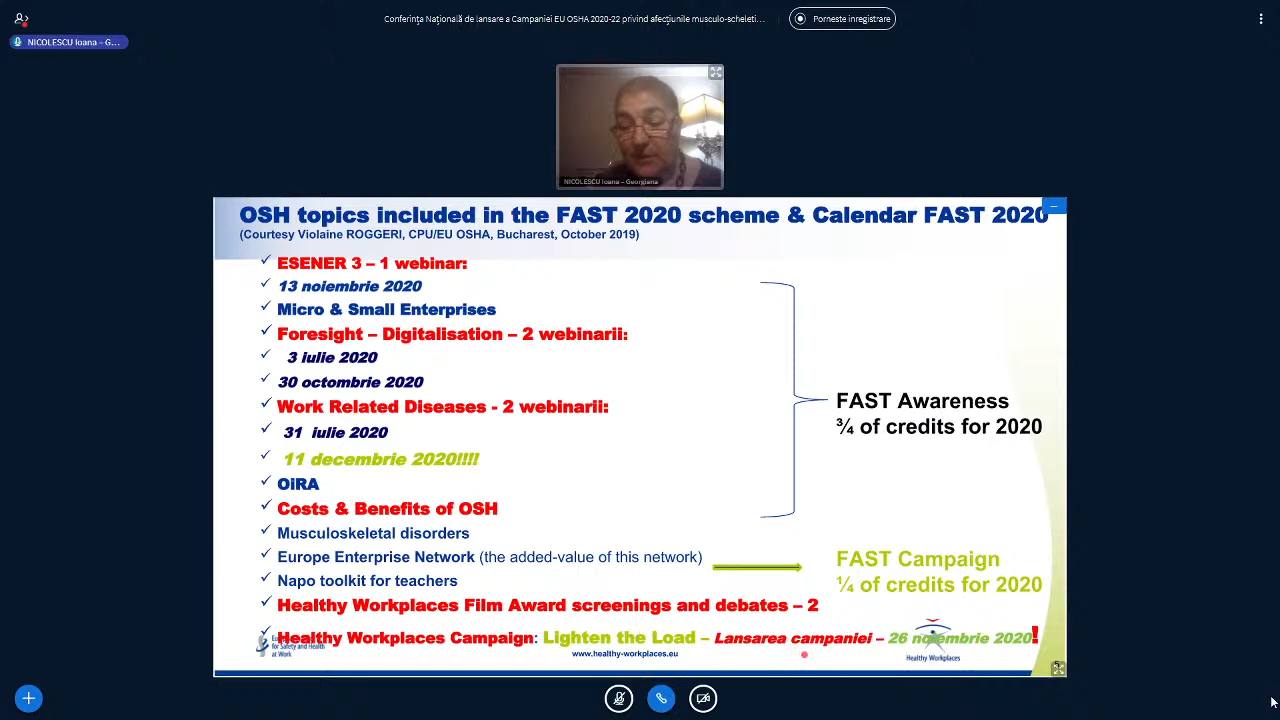 Conferința Națională de lansare a Campaniei EU OSHA 2020-22 privind afecțiunile musculo-scheleti...
Porneste inregistrare
NICOLESCU Ioana – G...
NICOLESCU Ioana – Georgiana
OSH topics included in the FAST 2020 scheme & Calendar FAST 2020
(Courtesy Violaine ROGGERI, CPU/EU OSHA, Bucharest, October 2019)
ESENER 3 – 1 webinar:
13 noiembrie 2020
Micro & Small Enterprises
Foresight – Digitalisation – 2 webinarii:
3 iulie 2020
30 octombrie 2020
Work Related Diseases - 2 webinarii:
31 iulie 2020
11 decembrie 2020!!!!
OiRA
Costs & Benefits of OSH
FAST Awareness
¾ of credits for 2020
Musculoskeletal disorders
Europe Enterprise Network (the added-value of this network)
Napo toolkit for teachers
FAST Campaign
¼ of credits for 2020
Healthy Workplaces Film Award screenings and debates – 2
Healthy Workplaces Campaign: Lighten the Load – Lansarea campaniei – 26 noiembrie 2020!
for Safety and Health
at Work
www.healthy-workplaces.eu
Healthy Workplaces